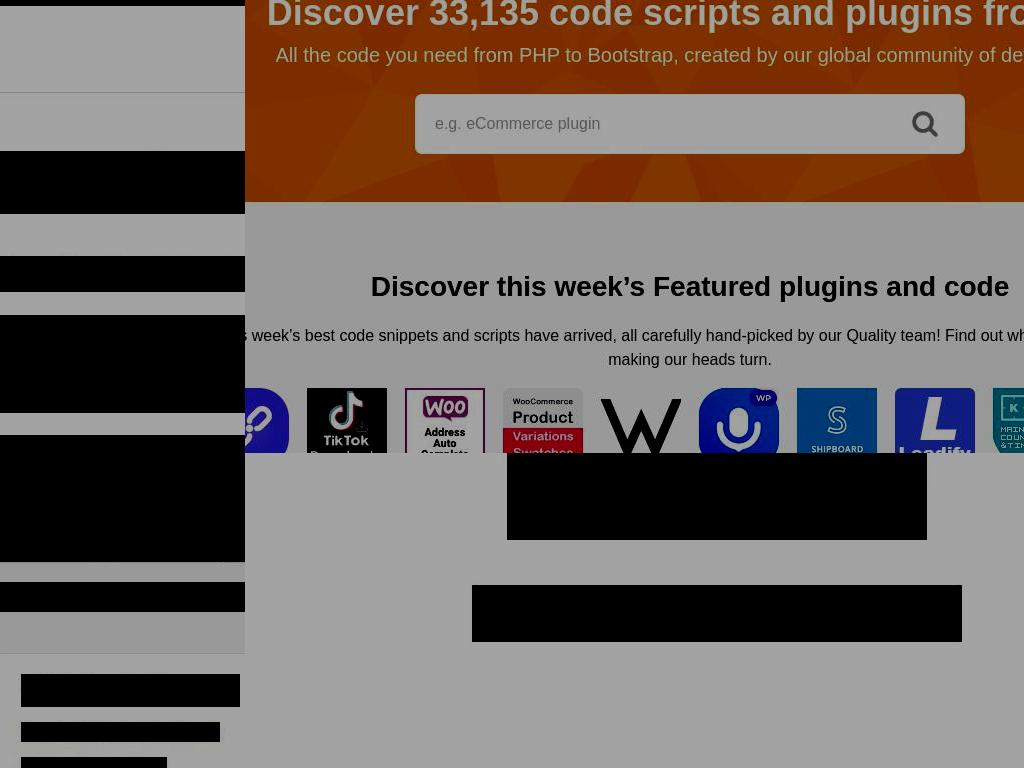 Discover 33,135 code scripts and plugins
All the code you need from PHP to Bootstrap, created by our global community of
e.g. eCommerce plugin
Discover this week’s Featured plugins and code
week’s best code snippets and scripts have arrived, all carefully hand-picked by our Quality team! Find out
making our heads turn.
TikTok
Woo
Address
Auto
Complete
WooCommerce
Product
Variations
Swatches
W
WP
S
SHIPBOARD
L
Leadify
K